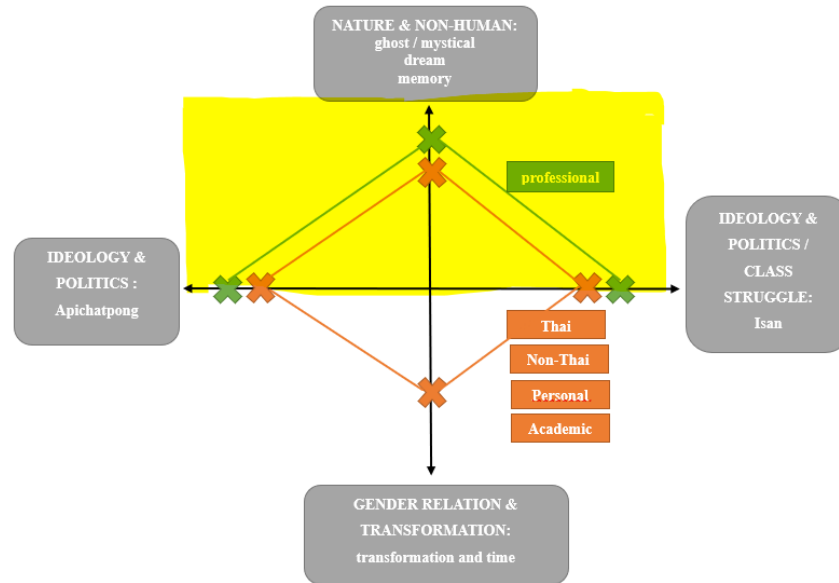 NATURE & NON-HUMAN:
ghost / mystical
dream
memory
professional
IDEOLOGY &
POLITICS :
Apichatpong
IDEOLOGY &
POLITICS /
CLASS
STRUGGLE:
Isan
Thai
Non-Thai
Personal
Academic
GENDER RELATION &
TRANSFORMATION:
transformation and time